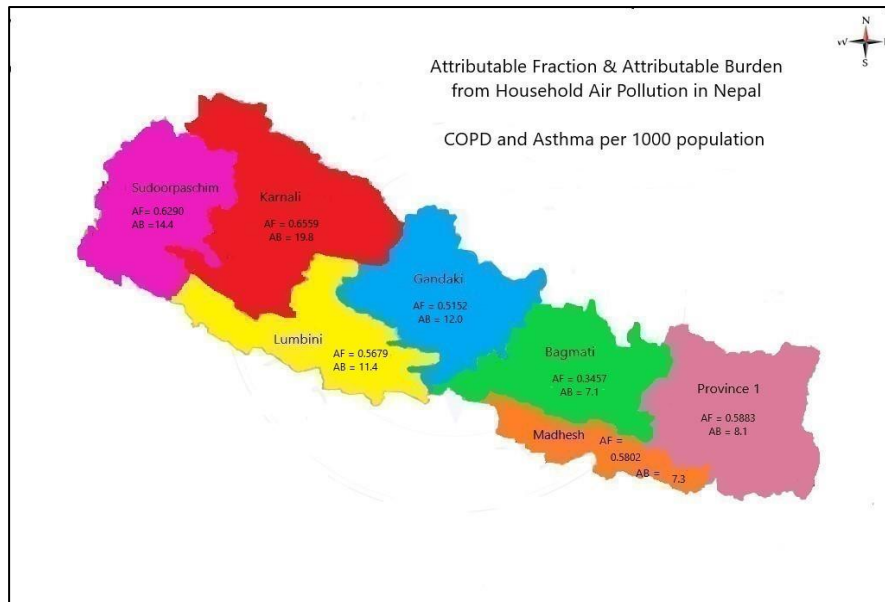 N
W
S
Attributable Fraction & Attributable Burden
from Household Air Pollution in Nepal
COPD and Asthma per 1000 population
Sudoorpaschim
AF= 0.6290
AB =14.4
Karnali
AF = 0.6559
AB = 19.8
Gandaki
AF = 0.5152
AB = 12.0
Lumbini
AF = 0.5679
AB = 11.4
Bagmati
AF = 0.3457
AB = 7.1
Province 1
AF = 0.5883
AB = 8.1
Madhesh AF =
0.5802
AB = 7.3